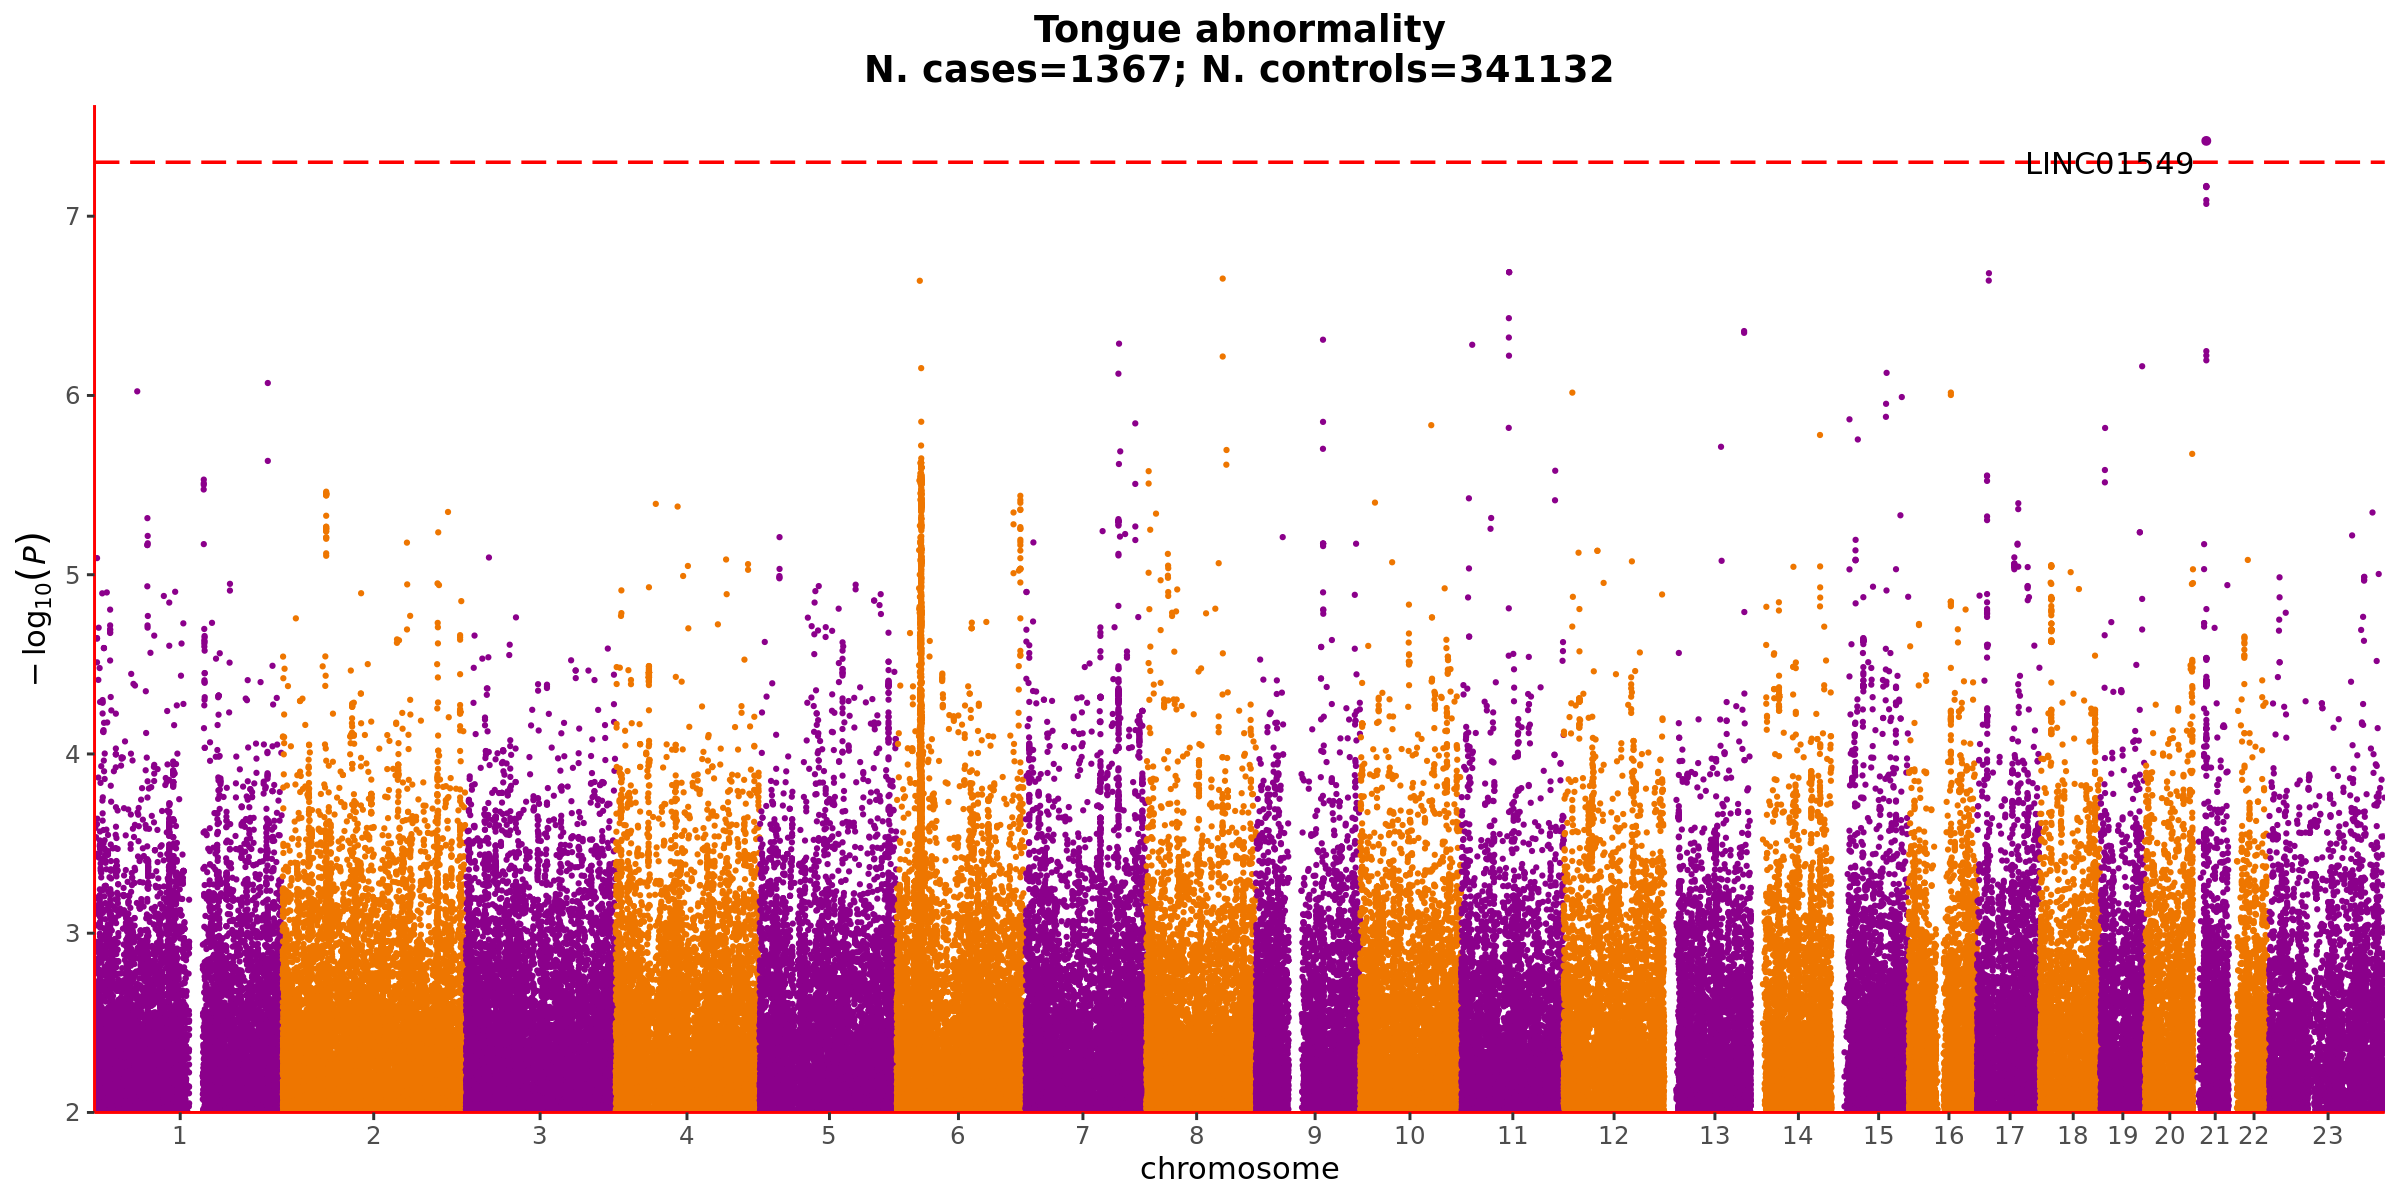 Tongue abnormality
N. cases=1367; N. controls=341132
LINC01549
7
6
5
4
3
2
−log10(P)
1 2 3 4 5 6 7 8 9 10 11 12 13 14 15 16 17 18 19 20 21 22 23
chromosome